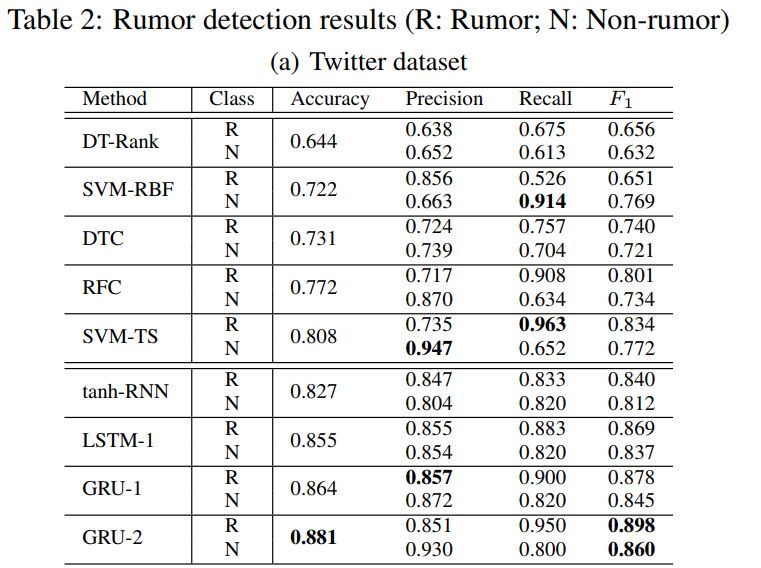 Table 2: Rumor detection results (R: Rumor; N: Non-rumor)
(a) Twitter dataset
Method Class Accuracy Precision Recall F1
DT-Rank R 0.644 0.638 0.675 0.656
N 0.652 0.613 0.632
SVM-RBF R 0.722 0.856 0.526 0.651
N 0.663 0.914 0.769
DTC R 0.731 0.724 0.757 0.740
N 0.739 0.704 0.721
RFC R 0.772 0.717 0.908 0.801
N 0.870 0.634 0.734
SVM-TS R 0.808 0.735 0.963 0.834
N 0.947 0.652 0.772
tanh-RNN R 0.827 0.847 0.833 0.840
N 0.804 0.820 0.812
LSTM-1 R 0.855 0.855 0.883 0.869
N 0.854 0.820 0.837
GRU-1 R 0.864 0.857 0.900 0.878
N 0.872 0.820 0.845
GRU-2 R 0.881 0.851 0.950 0.898
N 0.930 0.800 0.860